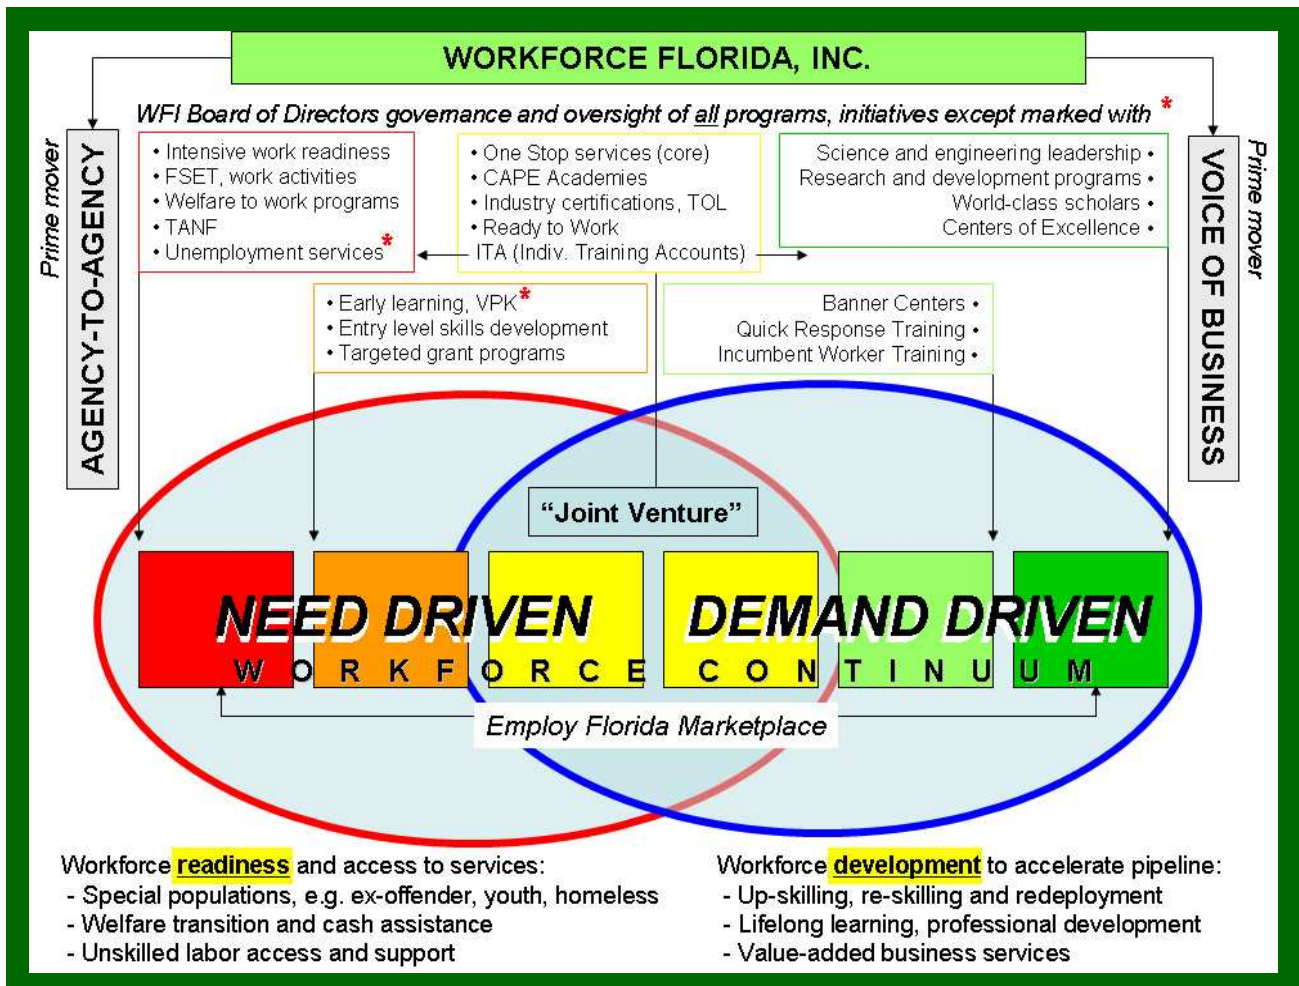 WORKFORCE FLORIDA, INC.
WFI Board of Directors governance and oversight of all programs, initiatives except marked with *
Prime mover
AGENCY-TO-AGENCY
• Intensive work readiness
• FSET, work activities
• Welfare to work programs
• TANF
• Unemployment services*
• One Stop services (core)
• CAPE Academies
• Industry certifications, TOL
• Ready to Work
ITA (Indiv. Training Accounts)
Science and engineering leadership •
Research and development programs •
World-class scholars •
Centers of Excellence •
VOICE OF BUSINESS
Prime mover
• Early learning, VPK*
• Entry level skills development
• Targeted grant programs
Banner Centers •
Quick Response Training •
Incumbent Worker Training •
“Joint Venture”
NEED DRIVEN DEMAND DRIVEN
WORKFORCE CONTINUUM
Employ Florida Marketplace
Workforce readiness and access to services:
- Special populations, e.g. ex-offender, youth, homeless
- Welfare transition and cash assistance
- Unskilled labor access and support
Workforce development to accelerate pipeline:
- Up-skilling, re-skilling and redeployment
- Lifelong learning, professional development
- Value-added business services